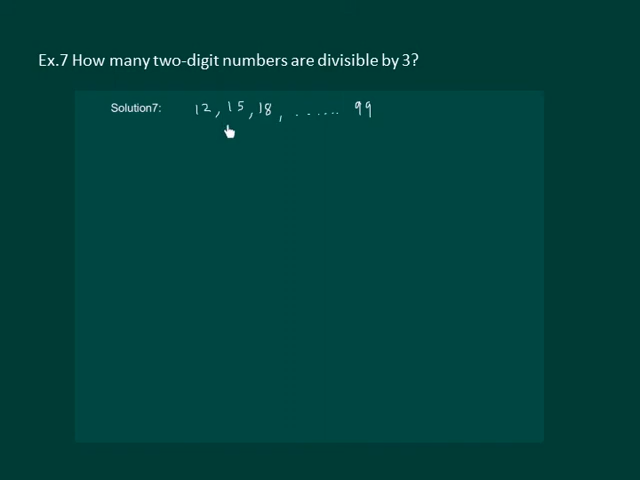 Ex.7 How many two-digit numbers are divisible by 3?
Solution7: 12, 15, 18, ...... 99